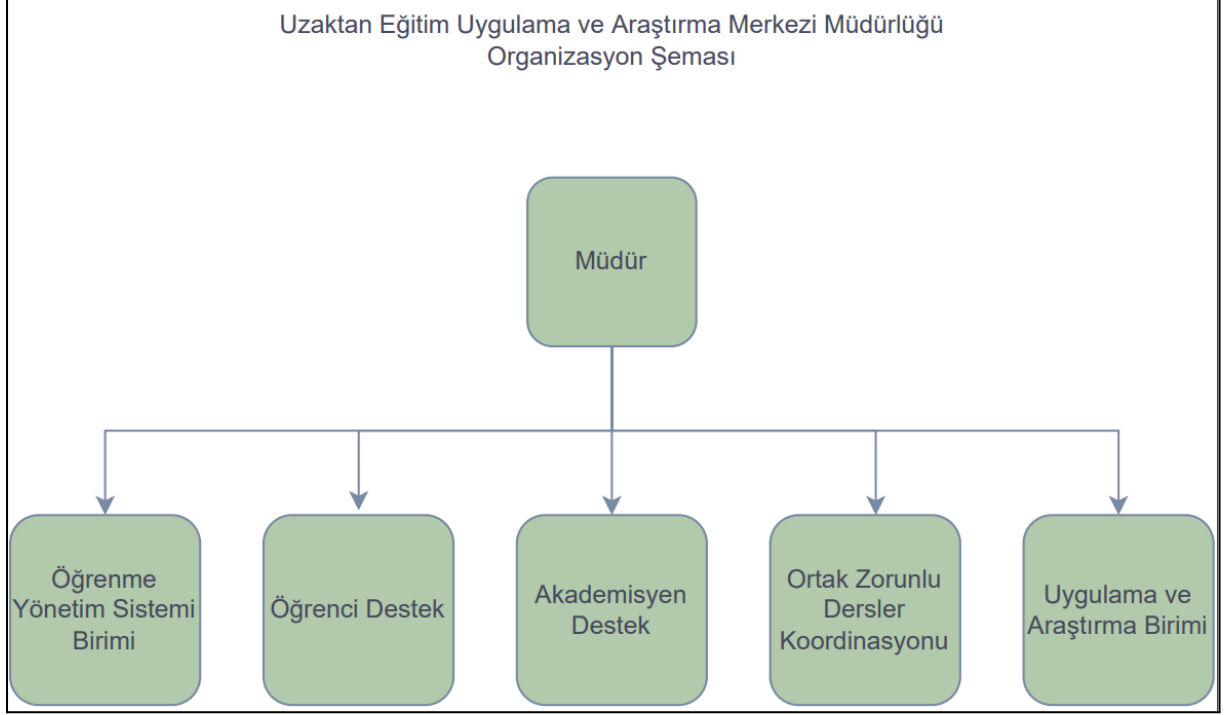 Uzaktan Eğitim Uygulama ve Araştırma Merkezi Müdürlüğü
Organizasyon Şeması
Müdür
Öğrenme
Yönetim Sistemi
Birimi
Öğrenci Destek
Akademisyen
Destek
Ortak Zorunlu
Dersler
Koordinasyonu
Uygulama ve
Araştırma Birimi